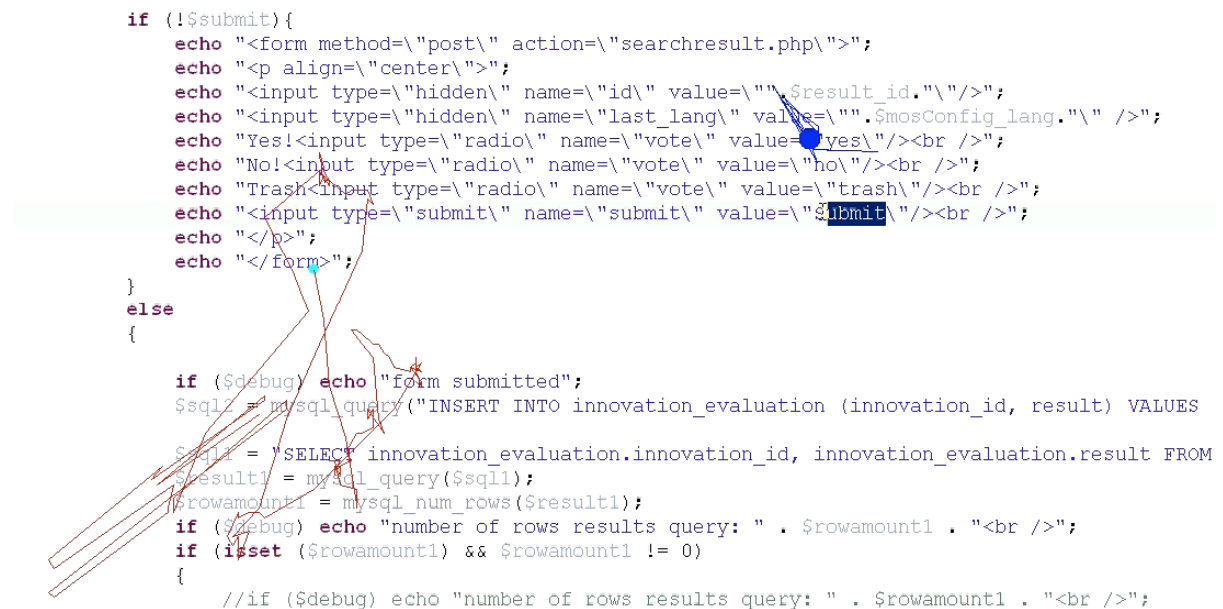 if (!$submit){
echo "<form method=\"post\" action=\"searchresult.php\">";
echo "<p align=\"center\">";
echo "<input type=\"hidden\" name=\"id\" value=\"".$result_id."\"/>";
echo "<input type=\"hidden\" name=\"last_lang\" value=\"".$mosConfig_lang."\" />";
echo "Yes!<input type=\"radio\" name=\"vote\" value=\"yes\"/><br />";
echo "No!<input type=\"radio\" name=\"vote\" value=\"no\"/><br />";
echo "Trash<input type=\"radio\" name=\"vote\" value=\"trash\"/><br />";
echo "<input type=\"submit\" name=\"submit\" value=\"Submit\"/><br />";
echo "</p>";
echo "</form>";
}
else
{
if ($debug) echo "form submitted";
$sql2 = mysql_query("INSERT INTO innovation_evaluation (innovation_id, result) VALUES
$sql1 = "SELECT innovation_evaluation.innovation_id, innovation_evaluation.result FROM
$result1 = mysql_query($sql1);
$rowamount1 = mysql_num_rows($result1);
if ($debug) echo "number of rows results query: " . $rowamount1 . "<br />";
if (isset ($rowamount1) && $rowamount1 != 0)
{
//if ($debug) echo "number of rows results query: " . $rowamount1 . "<br />";